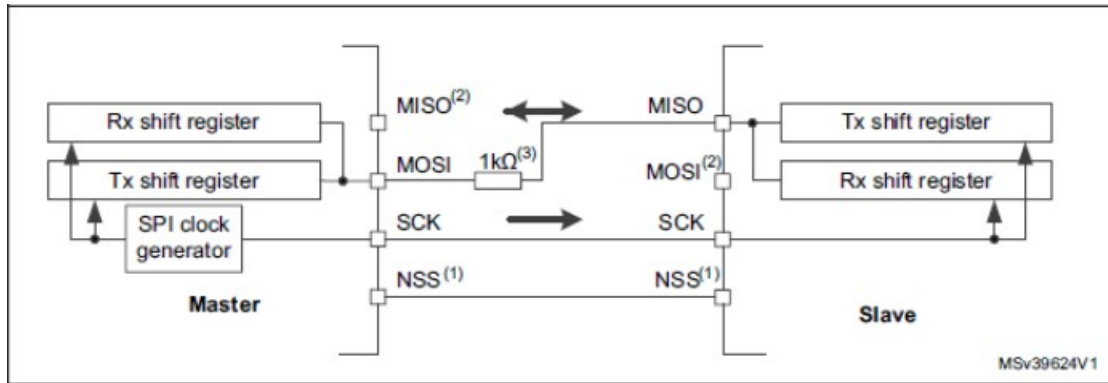 MISO(2)
MISO
Rx shift register
Tx shift register
MOSI
1kΩ(3)
MOSI(2)
Tx shift register
Rx shift register
SPI clock
generator
SCK
SCK
NSS(1)
NSS(1)
Master
Slave
MSv39624V1